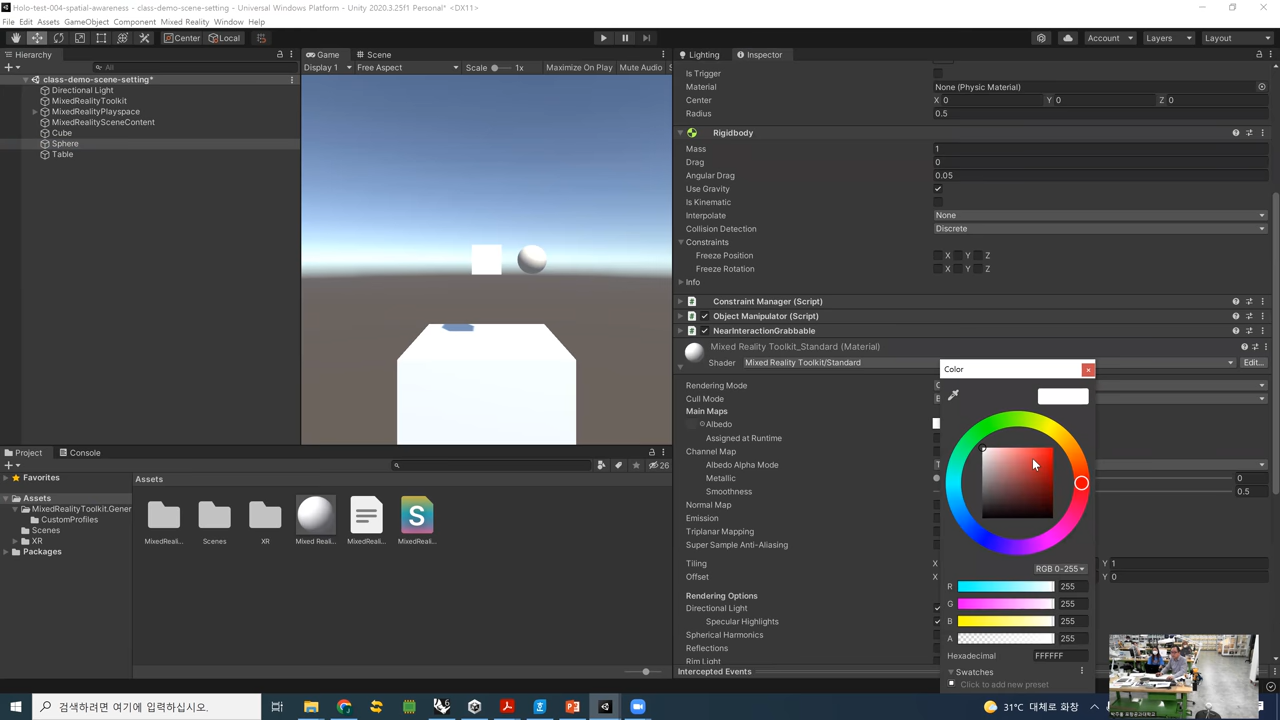 Holo-test-004-spatial-awareness - class-demo-scene-setting - Universal Windows Platform - Unity 2020.3.25f1 Personal* <DX11>
File Edit Assets GameObject Component Mixed Reality Window Help
Center Local Account Layers Layout
Hierarchy Game Scene Lighting Inspector
All Display 1 Free Aspect Scale 1x Maximize On Play Mute Audio
class-demo-scene-setting*
Directional Light
MixedRealityToolkit
MixedRealityPlayspace
MixedRealitySceneContent
Cube
Sphere
Table
Is Trigger
Material None (Physic Material)
Center X 0 Y 0 Z 0
Radius 0.5
Rigidbody
Mass 1
Drag 0
Angular Drag 0.05
Use Gravity
Is Kinematic
Interpolate None
Collision Detection Discrete
Constraints
Freeze Position X Y Z
Freeze Rotation X Y Z
Info
Constraint Manager (Script)
Object Manipulator (Script)
NearInteractionGrabbable
Mixed Reality Toolkit_Standard (Material)
Shader Mixed Reality Toolkit/Standard Edit...
Rendering Mode
Cull Mode
Main Maps
Albedo
Assigned at Runtime
Channel Map
Albedo Alpha Mode
Metallic 0
Smoothness 0.5
Normal Map
Emission
Triplanar Mapping
Super Sample Anti-Aliasing
Tiling X Y 1
Offset X Y 0
Rendering Options
Directional Light
Specular Highlights
Spherical Harmonics
Reflections
Rim Light
Intercepted Events
Color
RGB 0-255
R 255
G 255
B 255
A 255
Hexadecimal FFFFFF
Swatches
Click to add new preset
Project Console
26
Favorites
Assets
MixedRealityToolkit.Gener
CustomProfiles
Scenes
XR
Packages
Assets
MixedReali... Scenes XR Mixed Reali... MixedReali... MixedReali...
검색하려면 여기에 입력하십시오.
31°C 대체로 화창